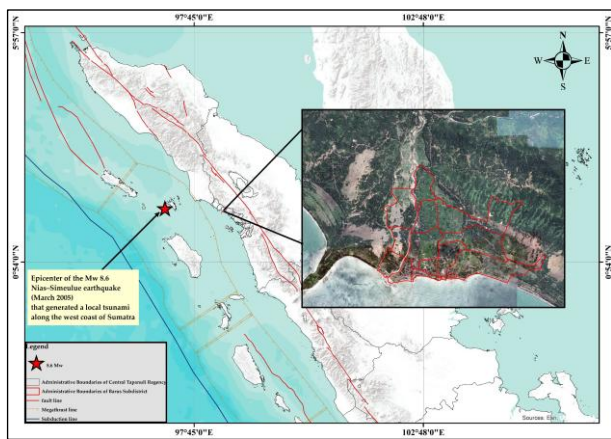 97°45'0"E 102°48'0"E
5°57'0"N 5°57'0"N
N
W E
S
0°54'0"N 0°54'0"N
Epicenter of the Mw 8.6
Nias–Simeulue earthquake
(March 2005)
that generated a local tsunami
along the west coast of Sumatra
Legend
8.6 Mw
Administrative Boundaries of Central Tapanuli Regency
Administrative Boundaries of Barus Subdistrict
fault line
Megathrust line
Subduction line
Sources: Esri
97°45'0"E 102°48'0"E